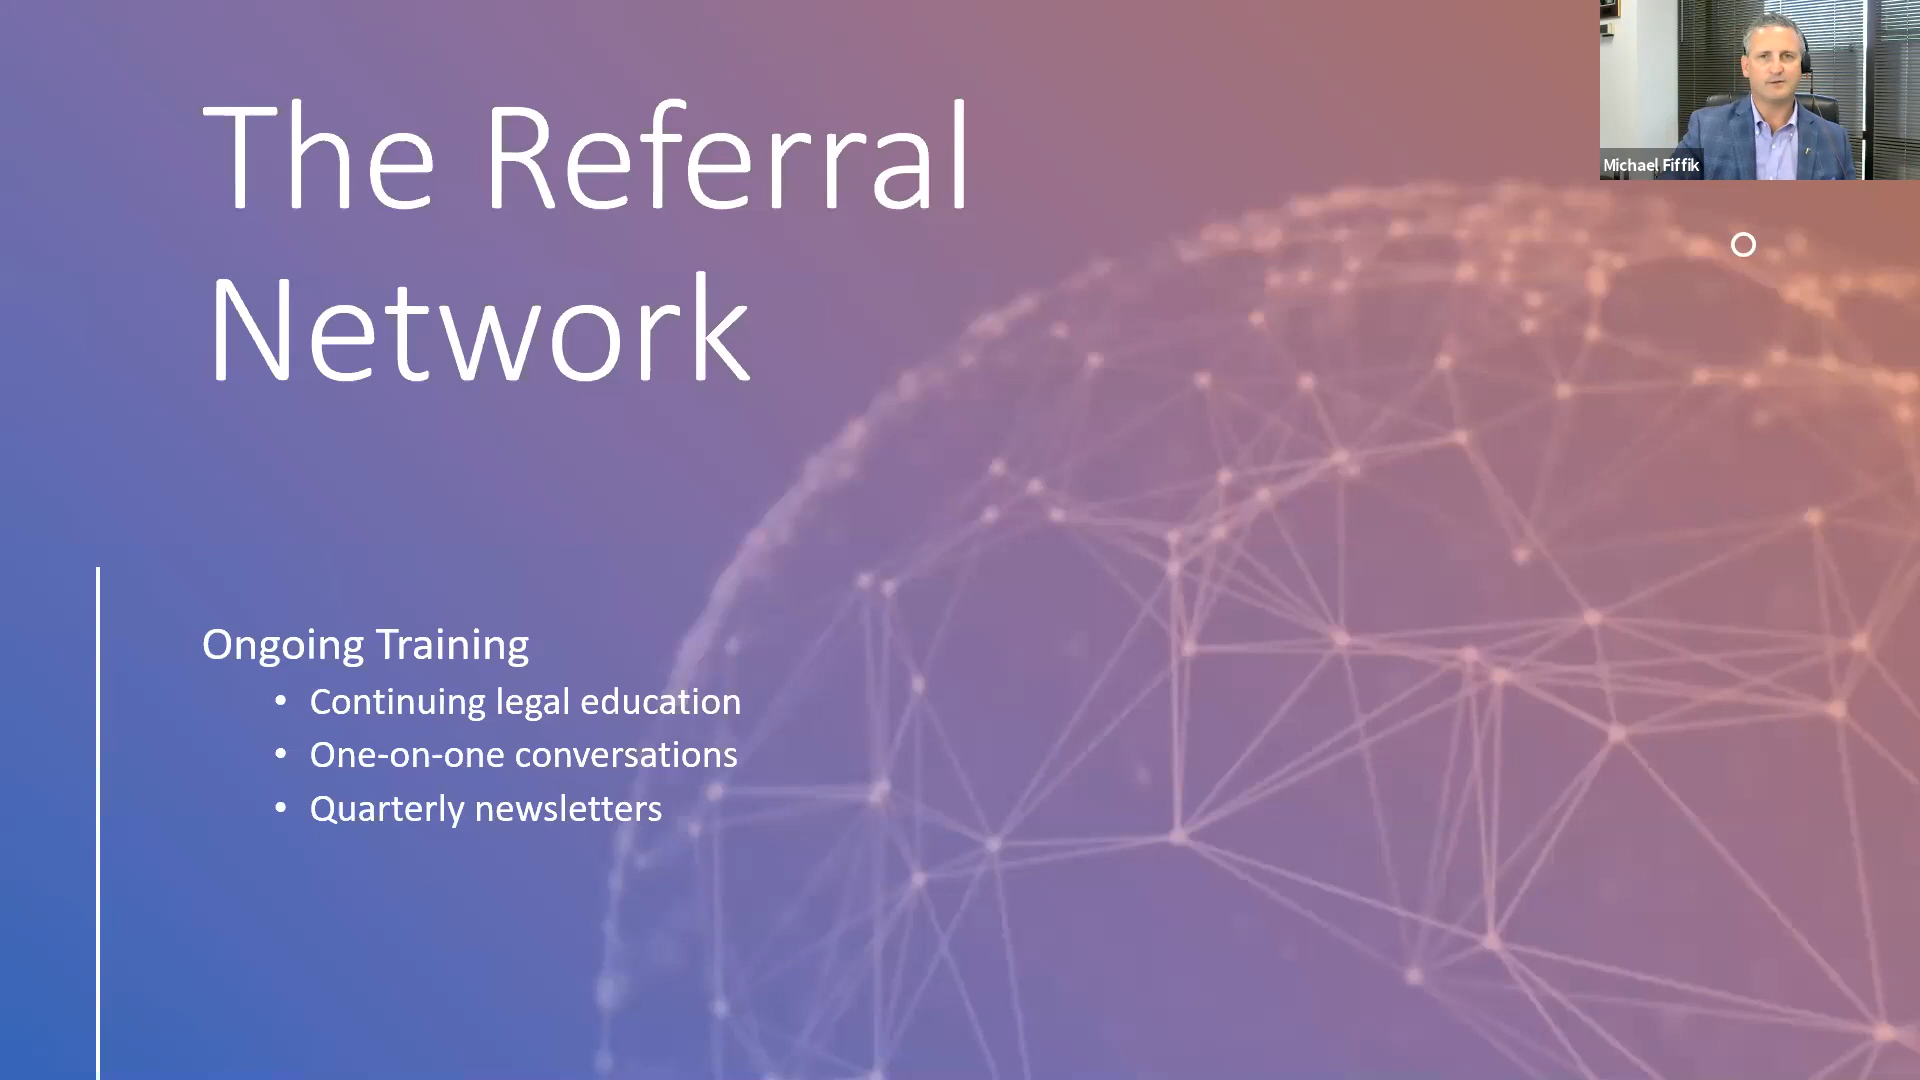 The Referral
Network
Michael Fiffik
Ongoing Training
• Continuing legal education
• One-on-one conversations
• Quarterly newsletters